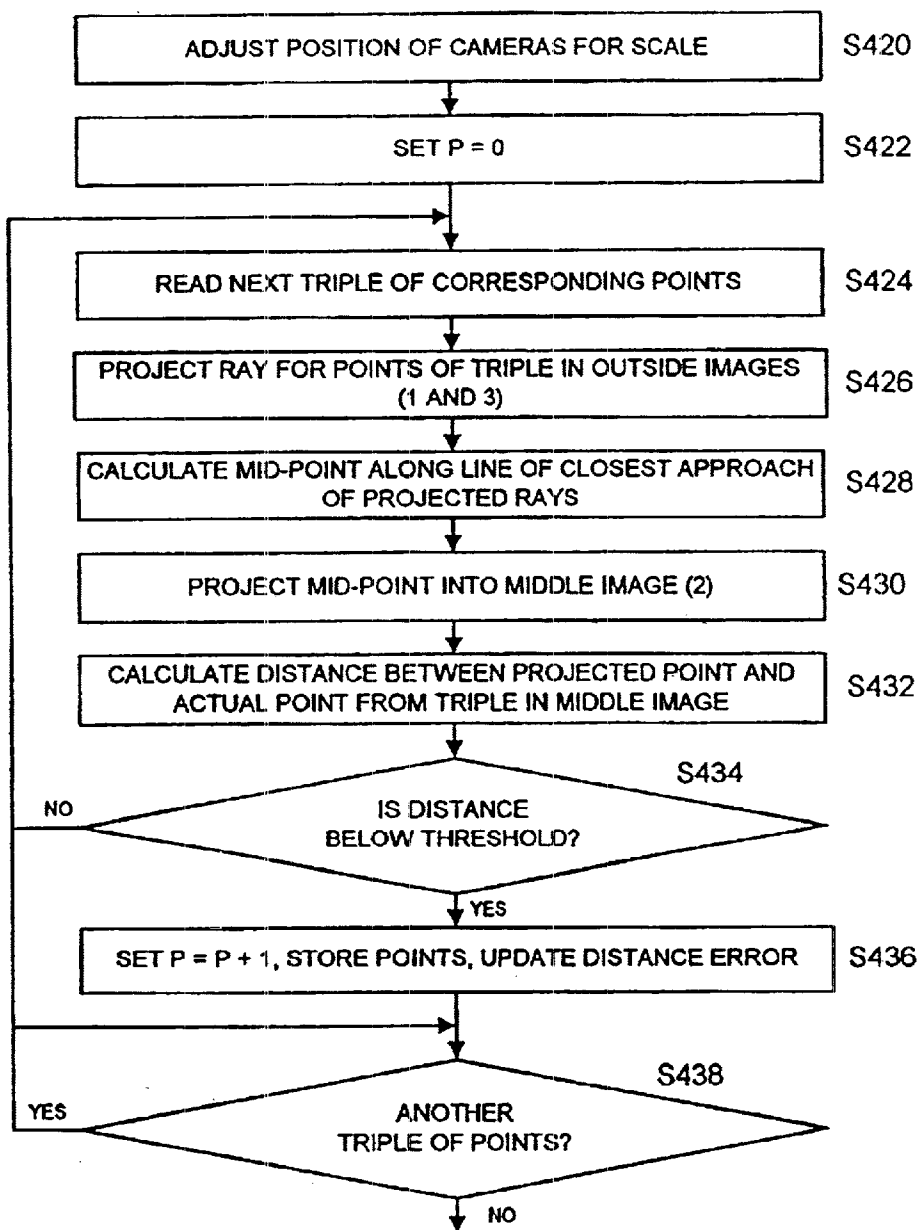 ADJUST POSITION OF CAMERAS FOR SCALE
S420
SET P = 0
S422
READ NEXT TRIPLE OF CORRESPONDING POINTS
S424
PROJECT RAY FOR POINTS OF TRIPLE IN OUTSIDE IMAGES
(1 AND 3)
S426
CALCULATE MID-POINT ALONG LINE OF CLOSEST APPROACH
OF PROJECTED RAYS
S428
PROJECT MID-POINT INTO MIDDLE IMAGE (2)
S430
CALCULATE DISTANCE BETWEEN PROJECTED POINT AND
ACTUAL POINT FROM TRIPLE IN MIDDLE IMAGE
S432
S434
NO
IS DISTANCE
BELOW THRESHOLD?
YES
SET P = P + 1, STORE POINTS, UPDATE DISTANCE ERROR
S436
S438
YES
ANOTHER
TRIPLE OF POINTS?
NO